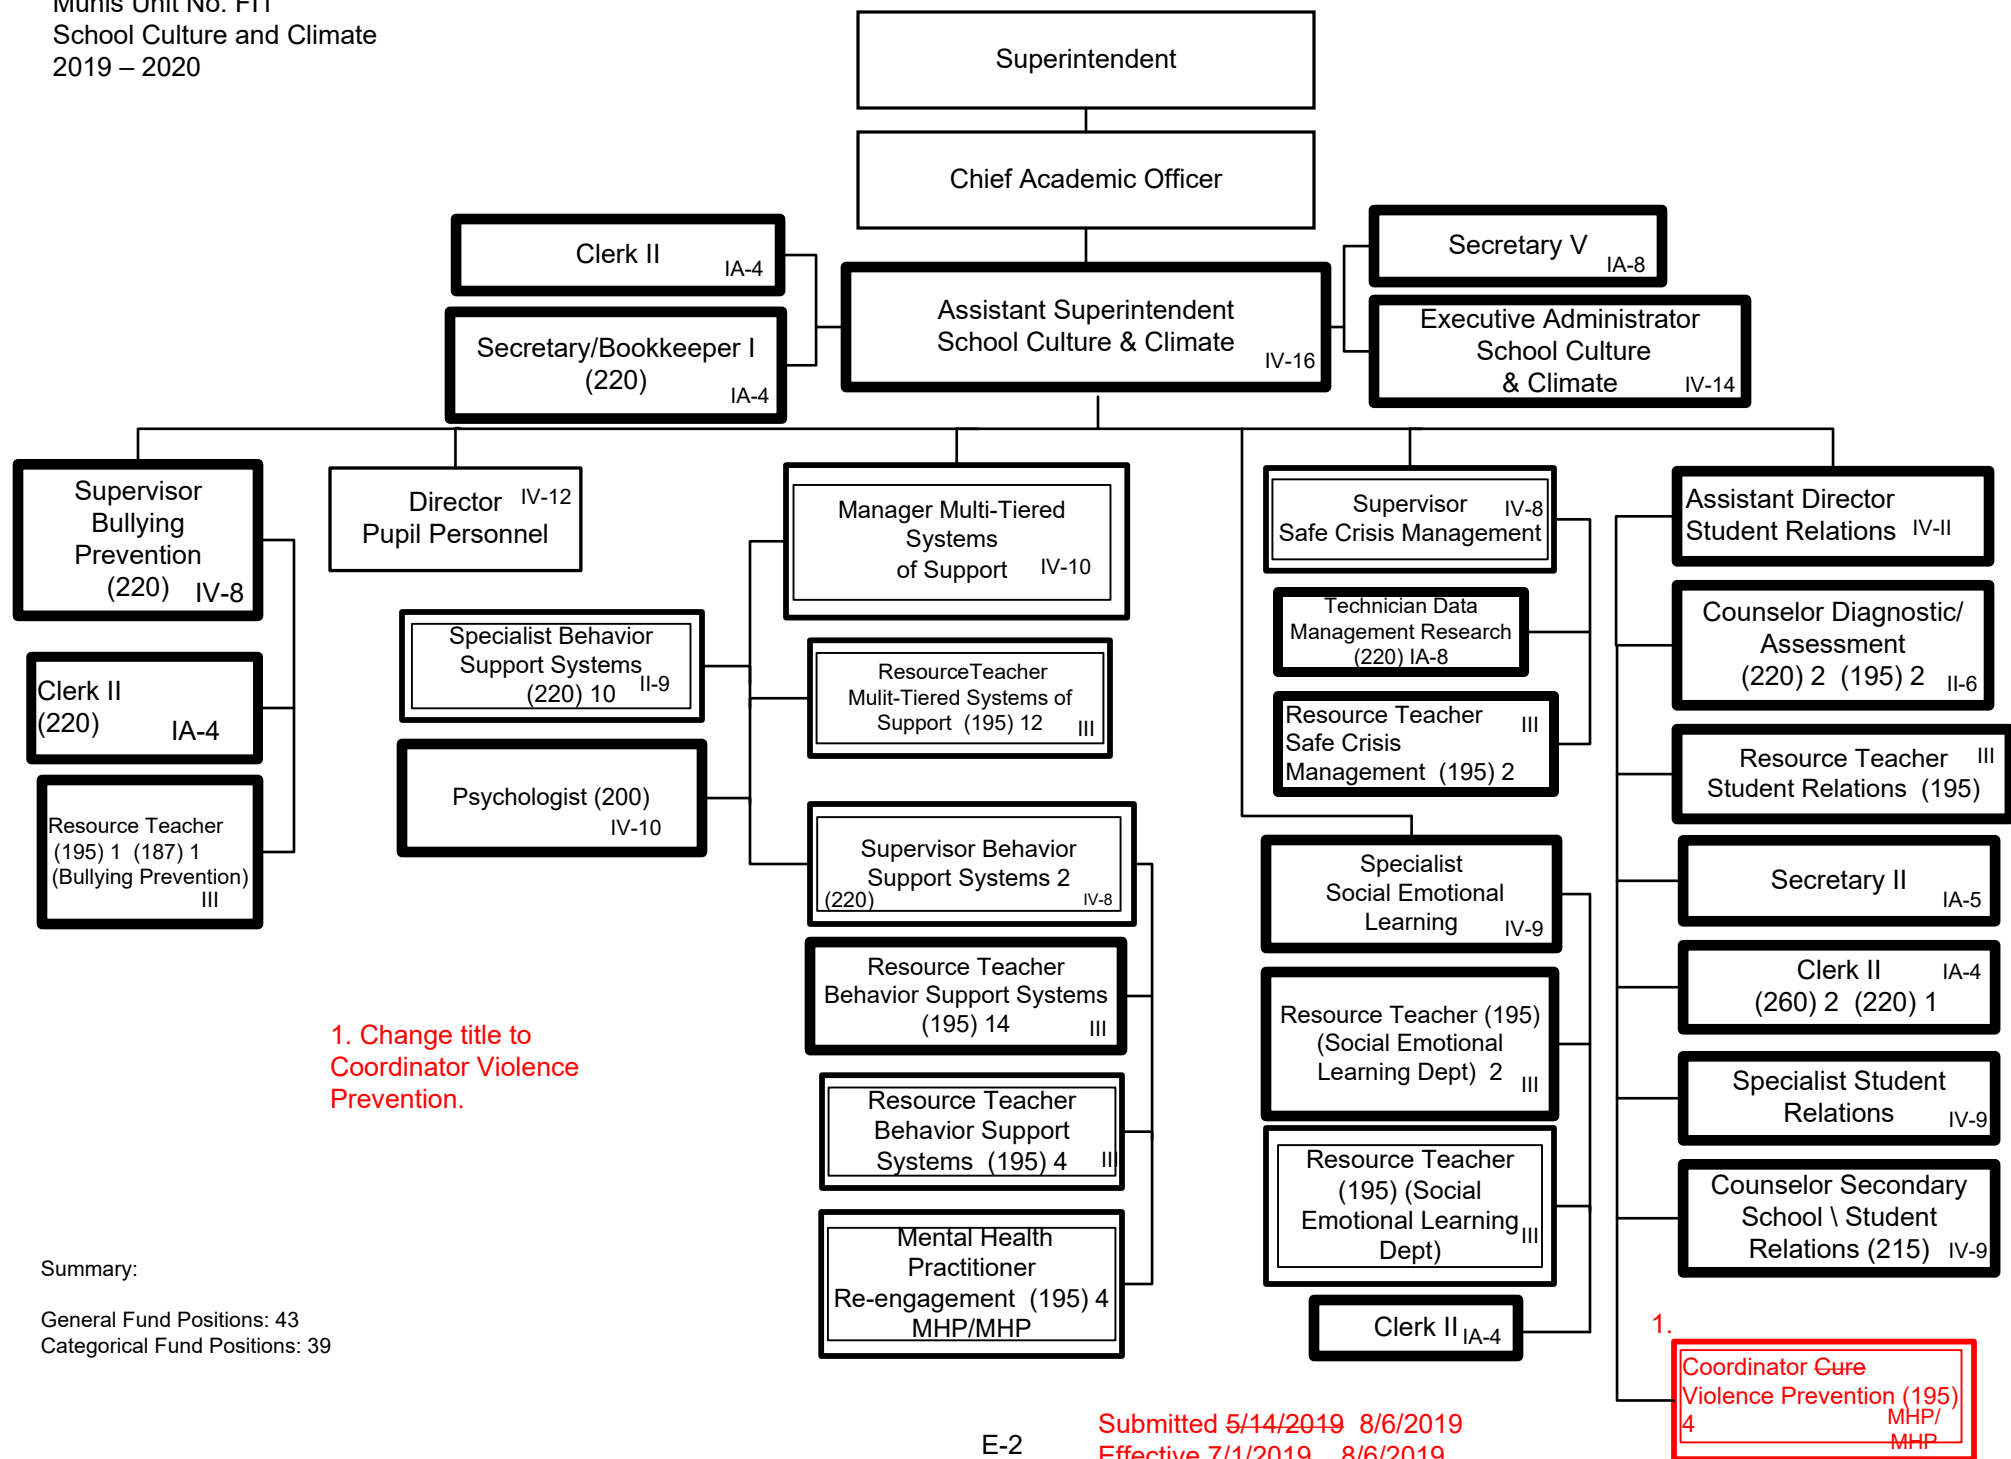 Munis Unit No. FIT
School Culture and Climate
2019 – 2020
Superintendent
Chief Academic Officer
Clerk II
IA-4
Secretary/Bookkeeper I
(220)
IA-4
Assistant Superintendent
School Culture & Climate
IV-16
Secretary V
IA-8
Executive Administrator
School Culture
& Climate IV-14
Supervisor
Bullying
Prevention
(220) IV-8
Clerk II
(220)
IA-4
Resource Teacher
(195) 1 (187) 1
(Bullying Prevention)
III
Director IV-12
Pupil Personnel
Manager Multi-Tiered
Systems
of Support IV-10
Specialist Behavior
Support Systems
(220) 10 II-9
Psychologist (200)
IV-10
ResourceTeacher
Mulit-Tiered Systems of
Support (195) 12 III
Supervisor Behavior
Support Systems 2
(220) IV-8
Resource Teacher
Behavior Support Systems
(195) 14 III
Resource Teacher
Behavior Support
Systems (195) 4 III
Mental Health
Practitioner
Re-engagement (195) 4
MHP/MHP
Supervisor IV-8
Safe Crisis Management
Technician Data
Management Research
(220) IA-8
Resource Teacher III
Safe Crisis
Management (195) 2
Specialist
Social Emotional
Learning IV-9
Resource Teacher (195)
(Social Emotional
Learning Dept) 2
III
Resource Teacher
(195) (Social
Emotional Learning
III
Dept)
Clerk II IA-4
Assistant Director
Student Relations IV-II
Counselor Diagnostic/
Assessment
(220) 2 (195) 2 II-6
Resource Teacher III
Student Relations (195)
Secretary II
IA-5
Clerk II IA-4
(260) 2 (220) 1
Specialist Student
Relations IV-9
Counselor Secondary
School \ Student
Relations (215) IV-9
1.
Coordinator Cure
Violence Prevention (195)
4 MHP/
MHP
1. Change title to
Coordinator Violence
Prevention.
Summary:
General Fund Positions: 43
Categorical Fund Positions: 39
E-2
Submitted 5/14/2019 8/6/2019
Effective 7/1/2019 8/6/2019